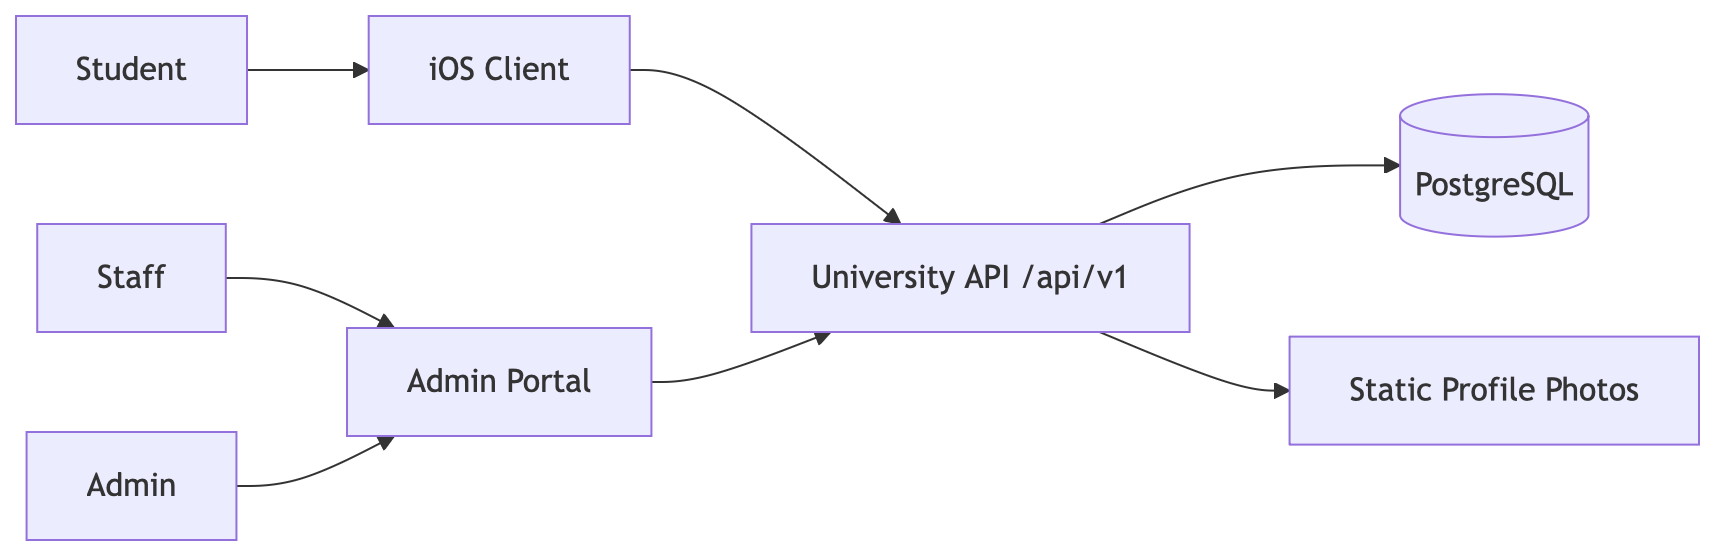 Student
iOS Client
PostgreSQL
Staff
University API /api/v1
Admin Portal
Static Profile Photos
Admin